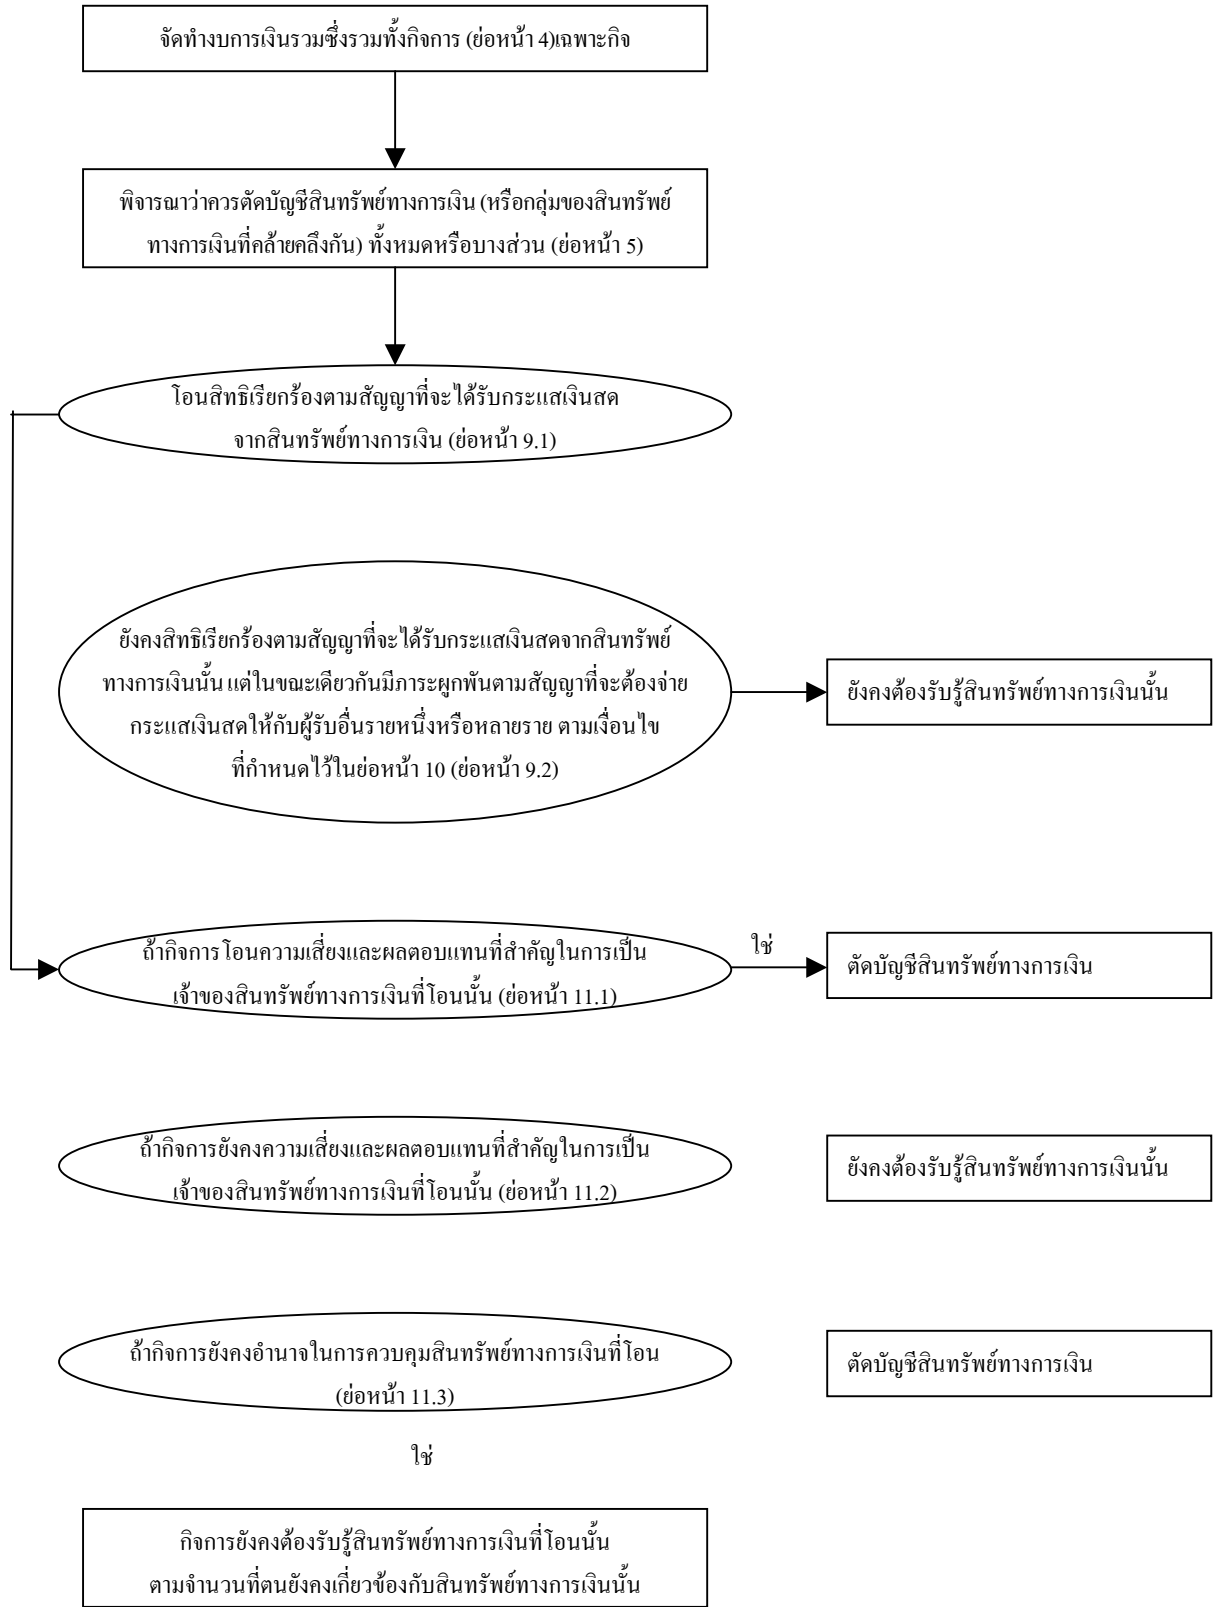 จัดทำงบการเงินรวมซึ่งรวมทั้งกิจการ (ย่อหน้า 4)เฉพาะกิจ
พิจารณาว่าควรตัดบัญชีสินทรัพย์ทางการเงิน (หรือกลุ่มของสินทรัพย์
ทางการเงินที่คล้ายคลึงกัน) ทั้งหมดหรือบางส่วน (ย่อหน้า 5)
โอนสิทธิเรียกร้องตามสัญญาที่จะได้รับกระแสเงินสด
จากสินทรัพย์ทางการเงิน (ย่อหน้า 9.1)
ยังคงสิทธิเรียกร้องตามสัญญาที่จะได้รับกระแสเงินสดจากสินทรัพย์
ทางการเงินนั้น แต่ในขณะเดียวกันมีภาระผูกพันตามสัญญาที่จะต้องจ่าย
กระแสเงินสดให้กับผู้รับอื่นรายหนึ่งหรือหลายราย ตามเงื่อนไข
ที่กำหนดไว้ในย่อหน้า 10 (ย่อหน้า 9.2)
ยังคงต้องรับรู้สินทรัพย์ทางการเงินนั้น
ถ้ากิจการโอนความเสี่ยงและผลตอบแทนที่สำคัญในการเป็น
เจ้าของสินทรัพย์ทางการเงินที่โอนนั้น (ย่อหน้า 11.1)
ใช่
ตัดบัญชีสินทรัพย์ทางการเงิน
ถ้ากิจการยังคงความเสี่ยงและผลตอบแทนที่สำคัญในการเป็น
เจ้าของสินทรัพย์ทางการเงินที่โอนนั้น (ย่อหน้า 11.2)
ยังคงต้องรับรู้สินทรัพย์ทางการเงินนั้น
ถ้ากิจการยังคงอำนาจในการควบคุมสินทรัพย์ทางการเงินที่โอน
(ย่อหน้า 11.3)
ตัดบัญชีสินทรัพย์ทางการเงิน
ใช่
กิจการยังคงต้องรับรู้สินทรัพย์ทางการเงินที่โอนนั้น
ตามจำนวนที่ตนยังคงเกี่ยวข้องกับสินทรัพย์ทางการเงินนั้น